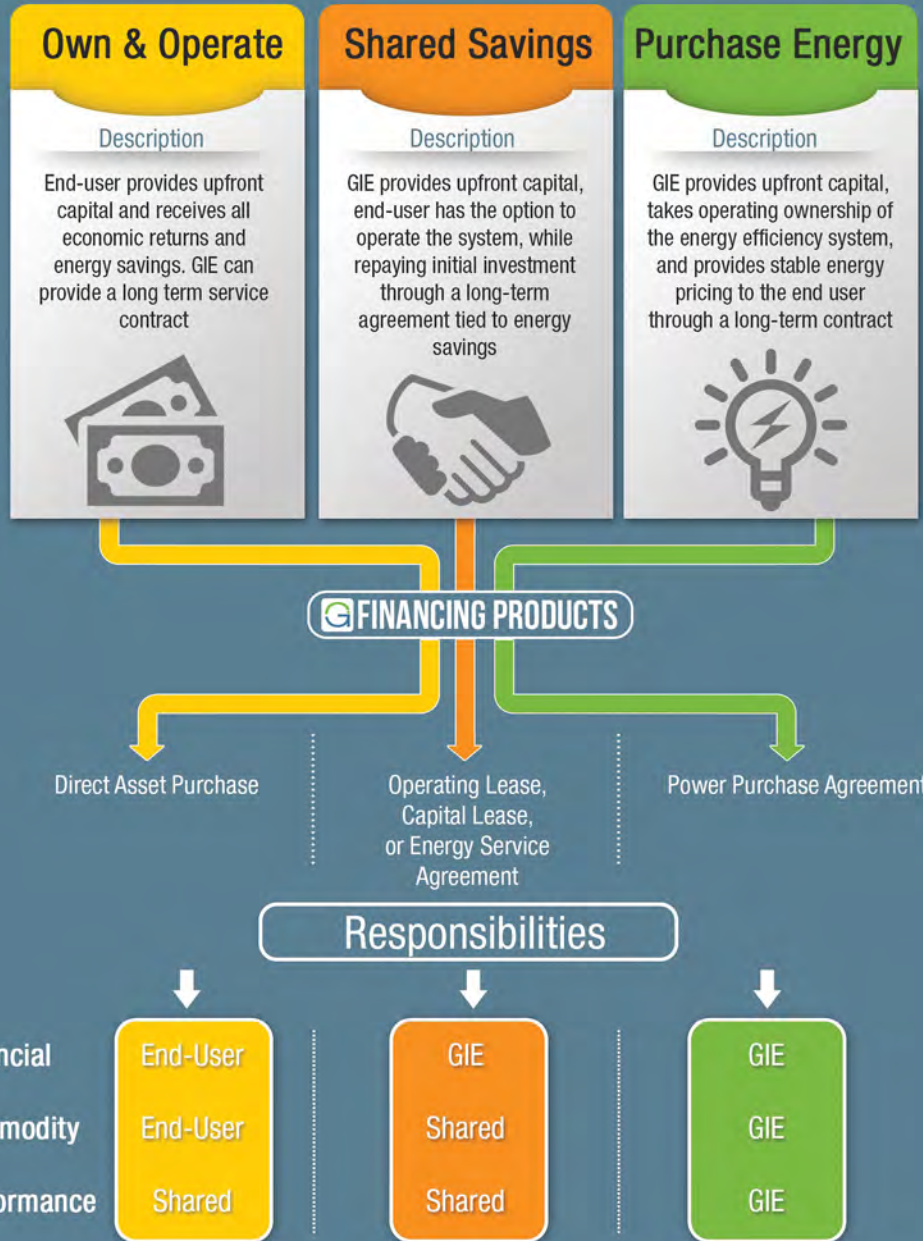 Own & Operate
Description
End-user provides upfront
capital and receives all
economic returns and
energy savings. GIE can
provide a long term service
contract
Shared Savings
Description
GIE provides upfront capital,
end-user has the option to
operate the system, while
repaying initial investment
through a long-term
agreement tied to energy
savings
Purchase Energy
Description
GIE provides upfront capital,
takes operating ownership of
the energy efficiency system,
and provides stable energy
pricing to the end user
through a long-term contract
FINANCING PRODUCTS
Direct Asset Purchase
Operating Lease,
Capital Lease,
or Energy Service
Agreement
Power Purchase Agreement
Responsibilities
ncial End-User GIE GIE
modity End-User Shared GIE
ormance Shared Shared GIE